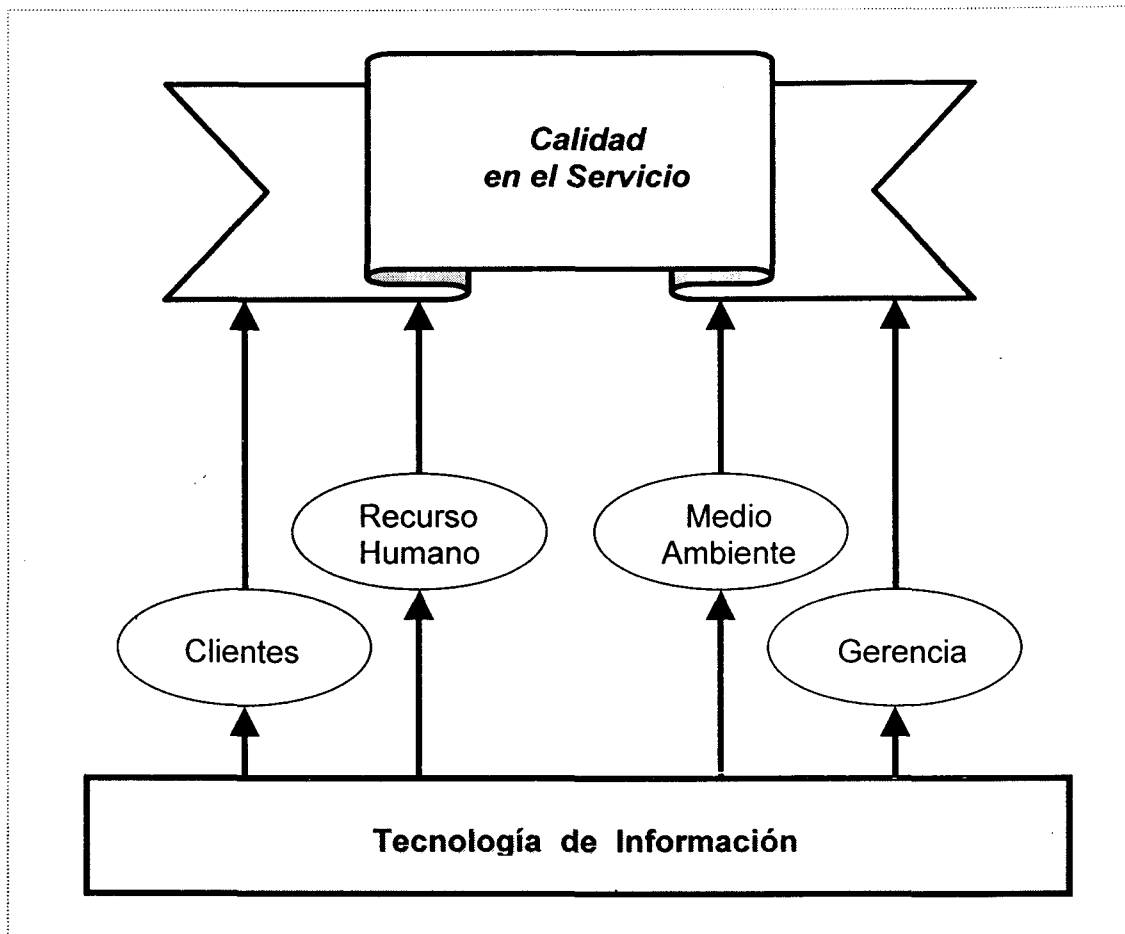 Calidad
en el Servicio
Recurso
Humano
Medio
Ambiente
Clientes
Gerencia
Tecnología de Información